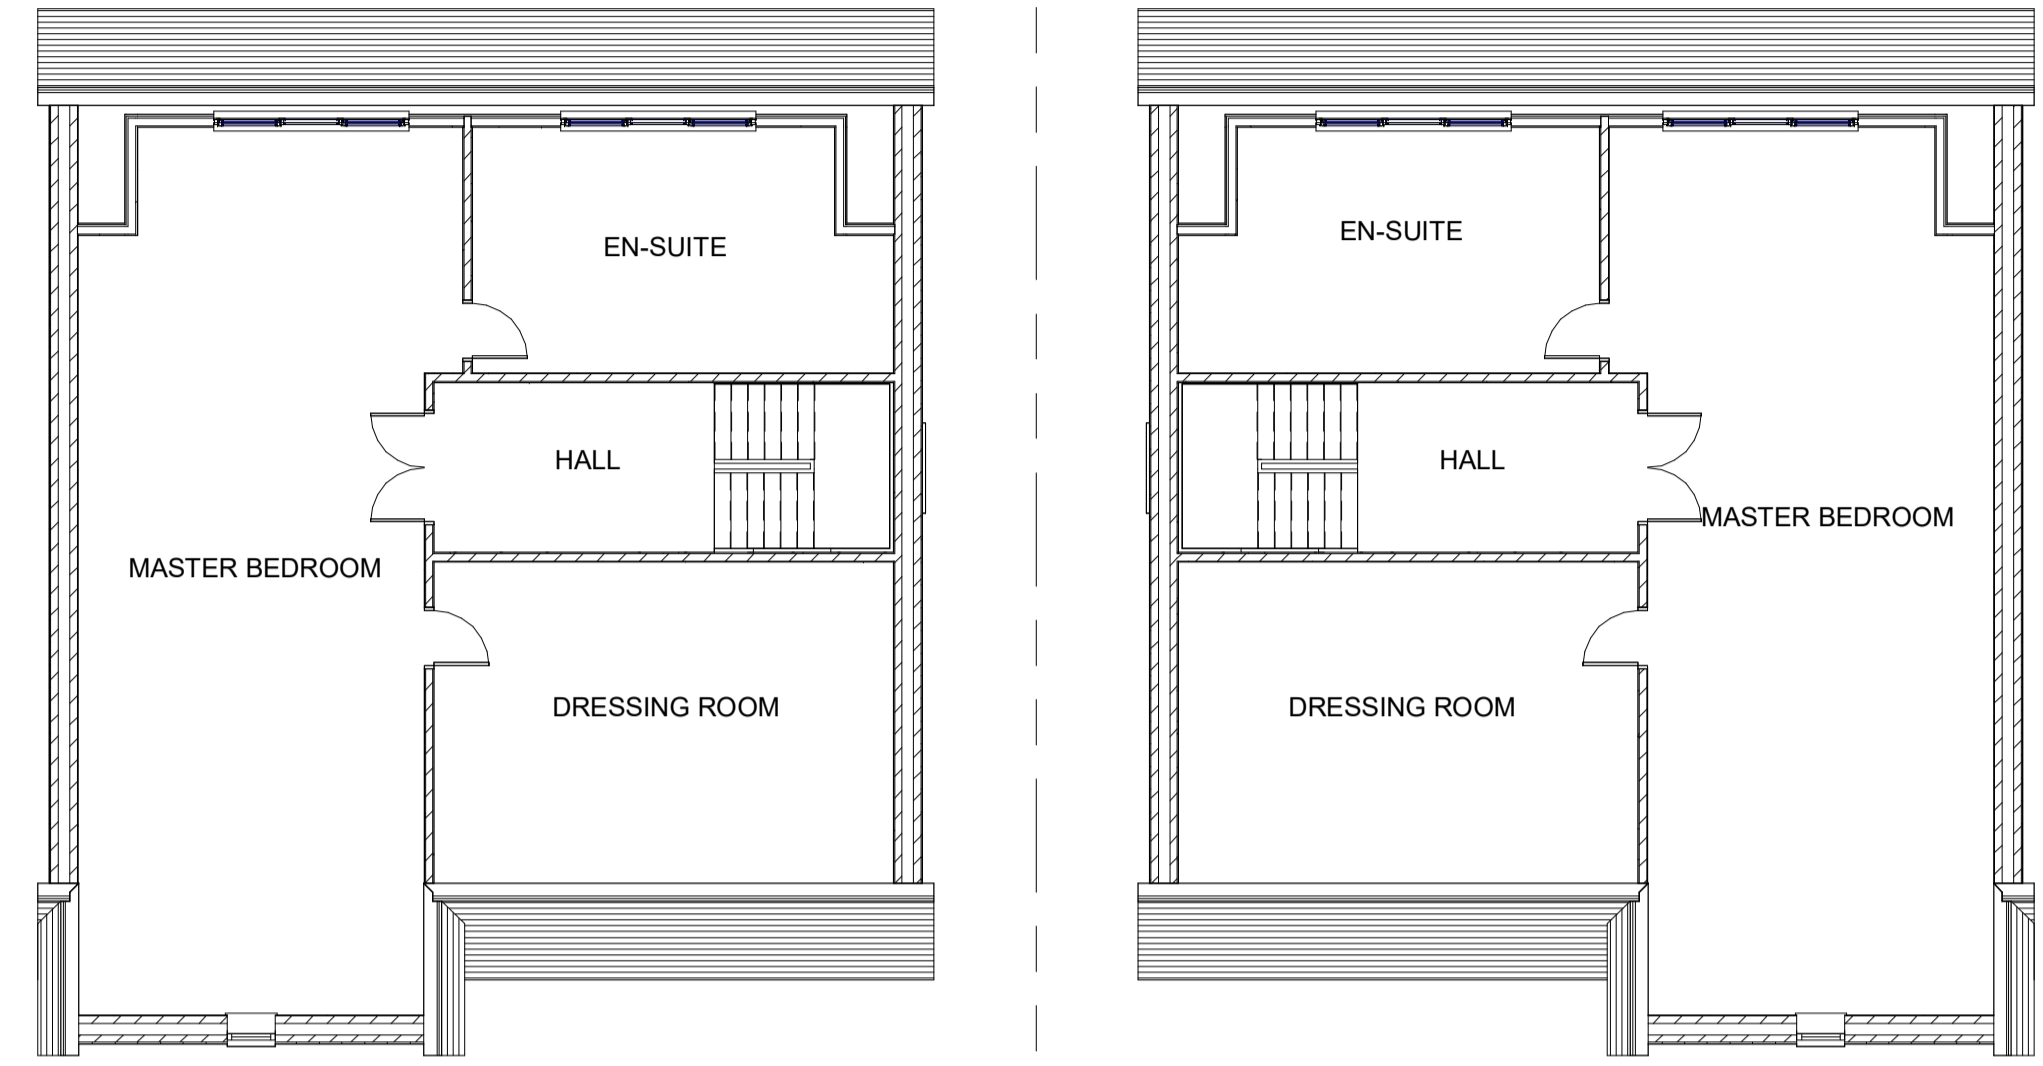 EN-SUITE
HALL
MASTER BEDROOM
DRESSING ROOM
EN-SUITE
HALL
MASTER BEDROOM
DRESSING ROOM